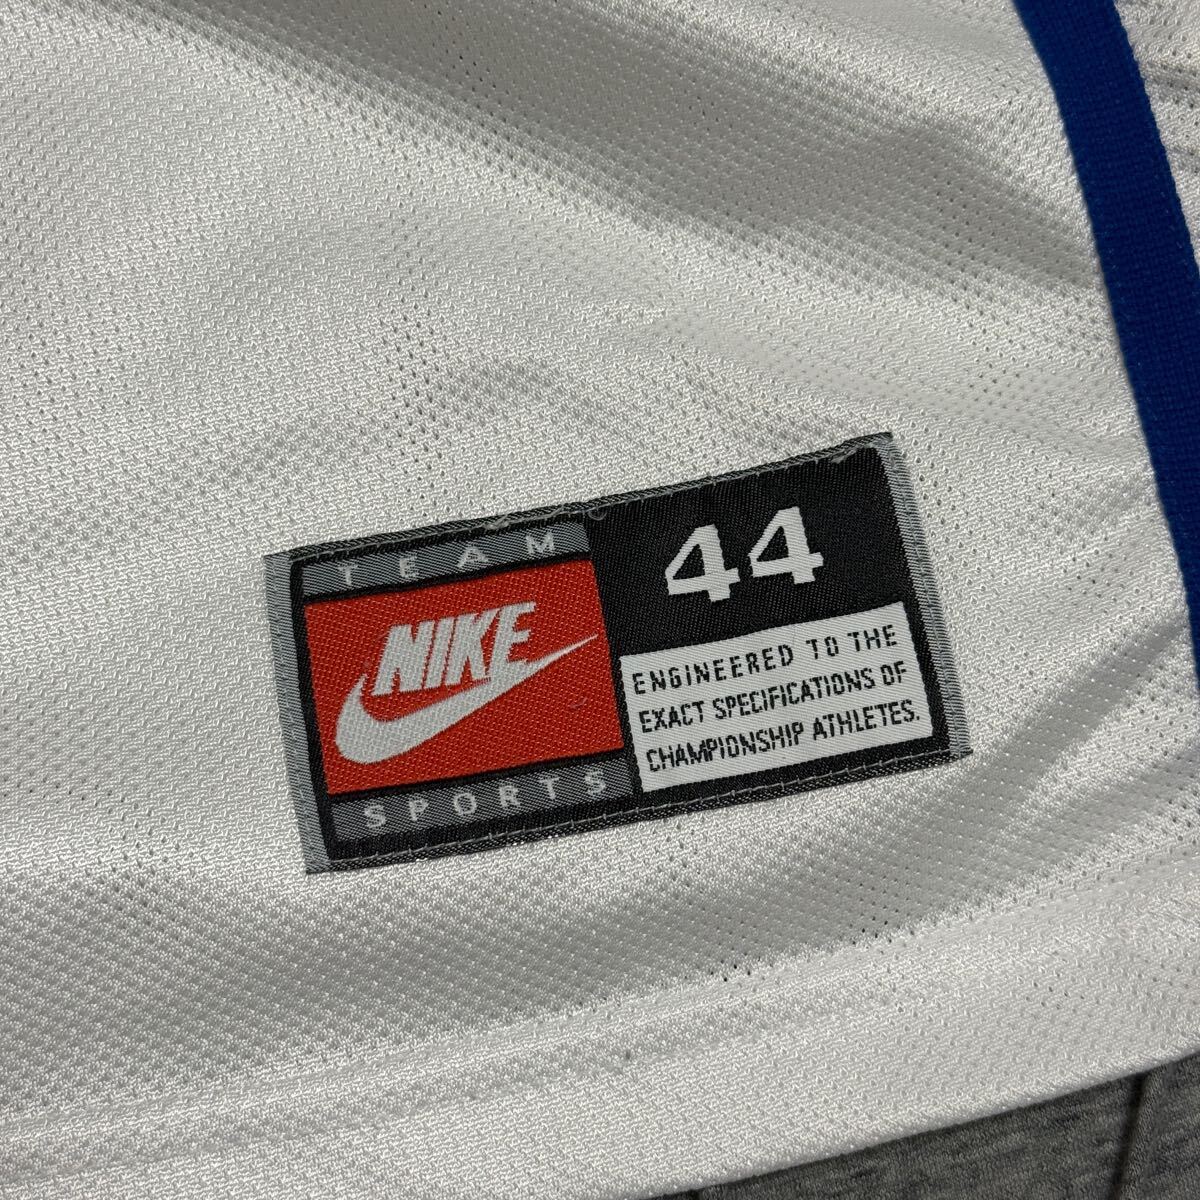 TEAM
NIKE
SPORTS
44
ENGINEERED TO THE
EXACT SPECIFICATIONS OF
CHAMPIONSHIP ATHLETES.